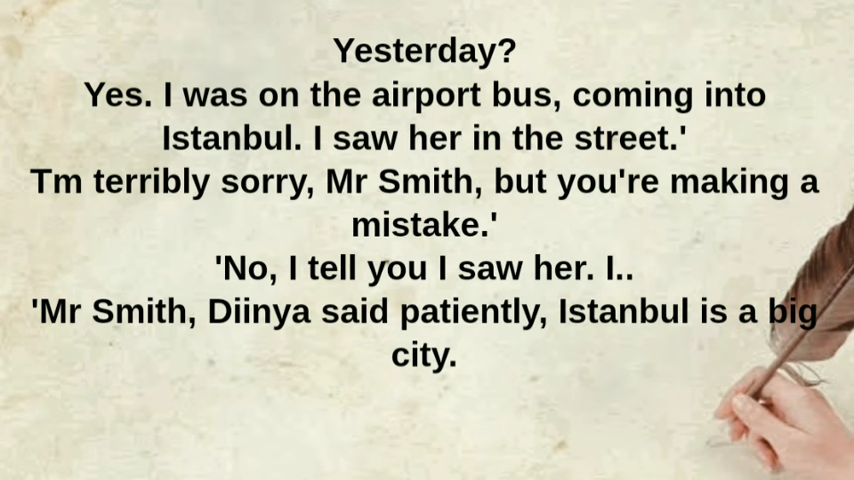 Yesterday?
Yes. I was on the airport bus, coming into
Istanbul. I saw her in the street.'
Tm terribly sorry, Mr Smith, but you're making a
mistake.'
'No, I tell you I saw her. I..
'Mr Smith, Diinya said patiently, Istanbul is a big
city.